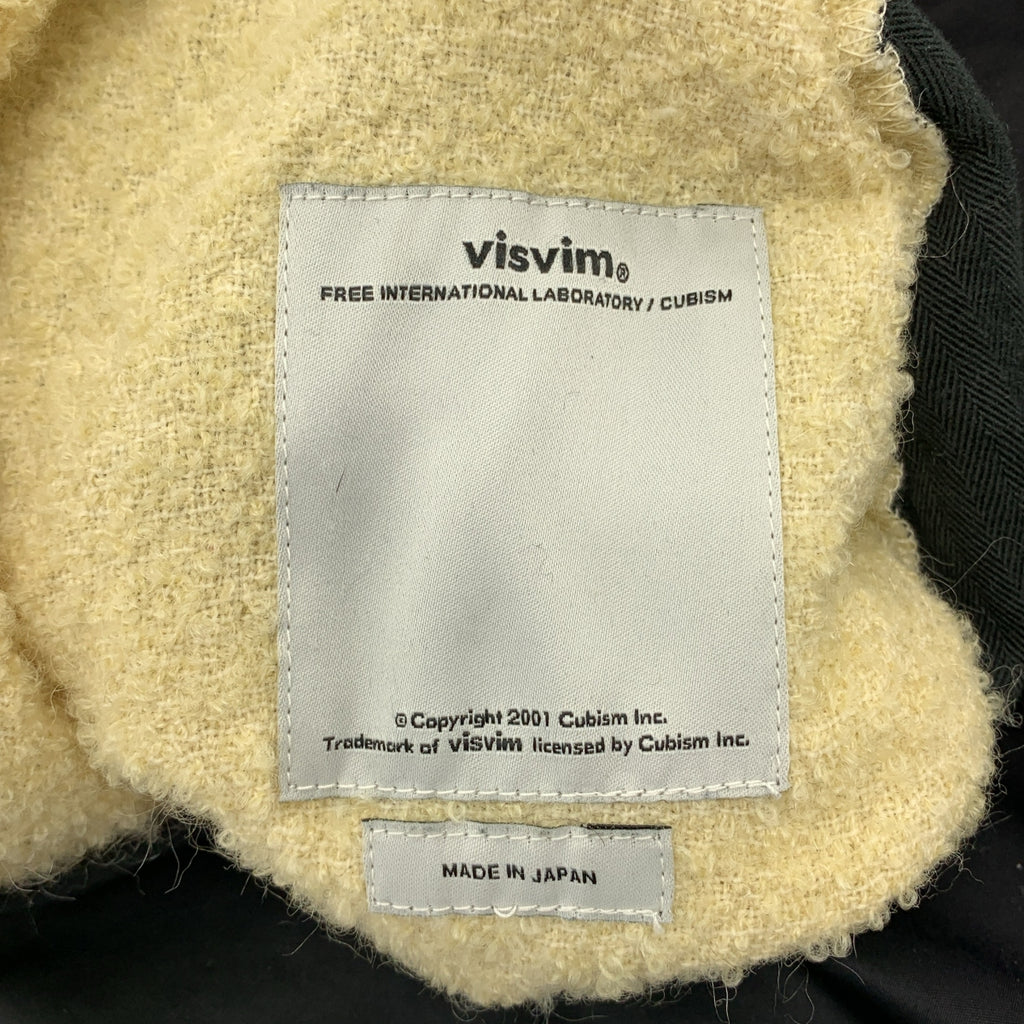 visvim®
FREE INTERNATIONAL LABORATORY / CUBISM
© Copyright 2001 Cubism Inc.
Trademark of visvim licensed by Cubism Inc.
MADE IN JAPAN